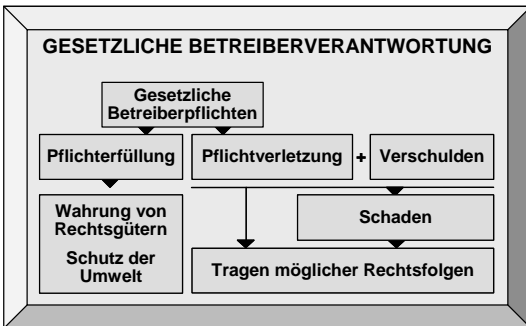 GESETZLICHE BETREIBERVERANTWORTUNG
Gesetzliche
Betreiberpflichten
Pflichterfüllung
Pflichtverletzung + Verschulden
Wahrung von
Rechtsgütern
Schutz der
Umwelt
Schaden
Tragen möglicher Rechtsfolgen